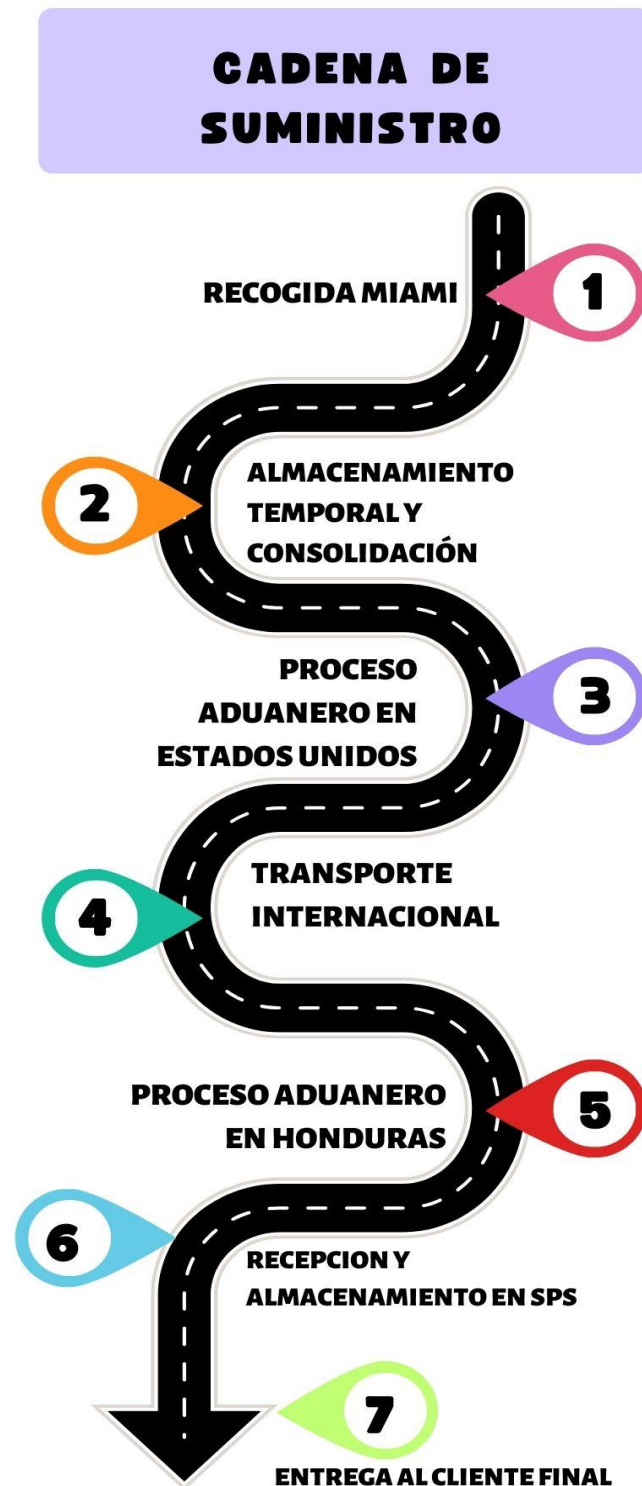 CADENA DE
SUMINISTRO
RECOGIDA MIAMI
1
2
ALMACENAMIENTO
TEMPORAL Y
CONSOLIDACIÓN
PROCESO
ADUANERO EN
ESTADOS UNIDOS
3
4
TRANSPORTE
INTERNACIONAL
PROCESO ADUANERO
EN HONDURAS
5
6
RECEPCION Y
ALMACENAMIENTO EN SPS
7
ENTREGA AL CLIENTE FINAL